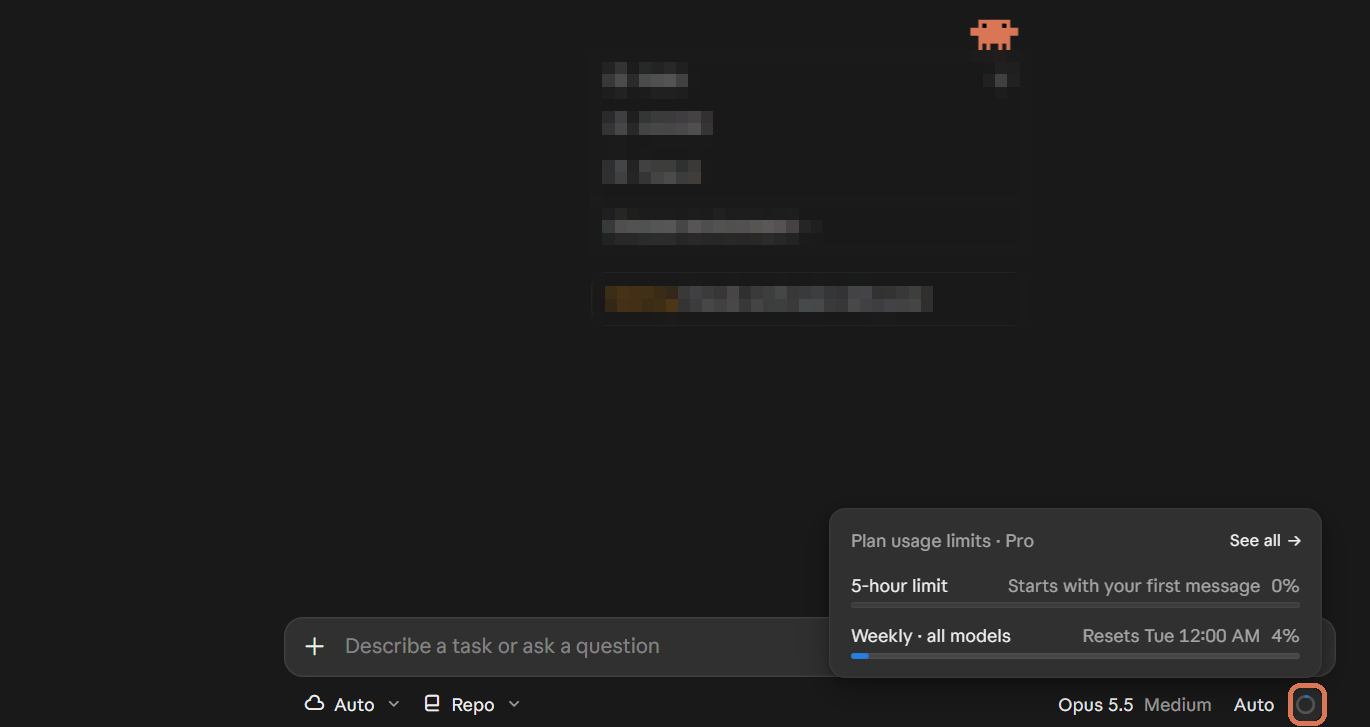 Plan usage limits · Pro See all →
5-hour limit Starts with your first message 0%
Weekly · all models Resets Tue 12:00 AM 4%
Describe a task or ask a question
Auto Repo Opus 5.5 Medium Auto